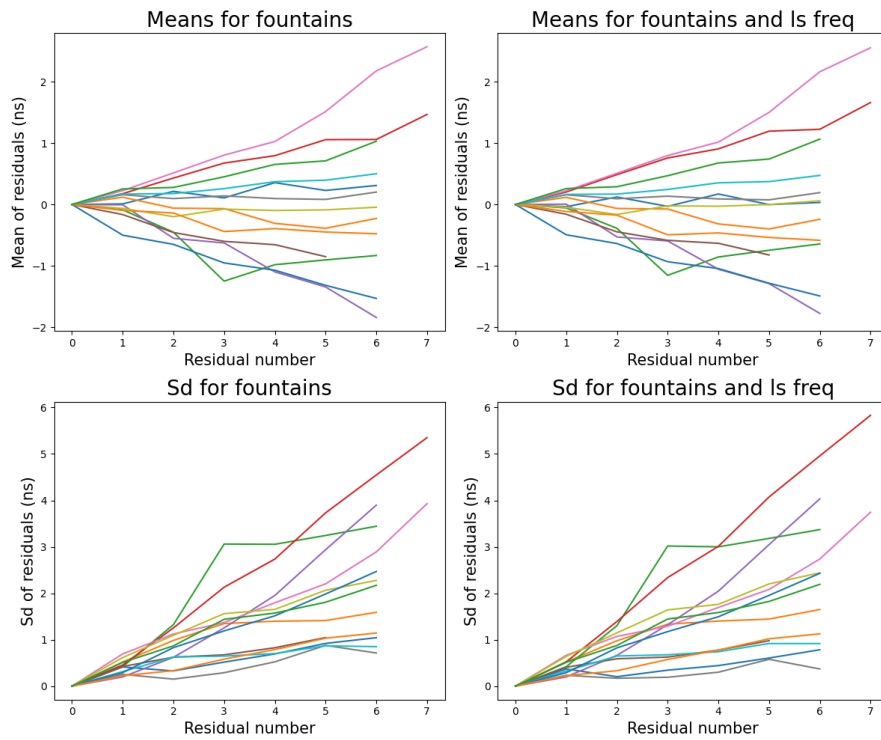 Means for fountains
Means for fountains and ls freq
Mean of residuals (ns)
2
1
0
−1
−2
0 1 2 3 4 5 6 7
Residual number
Mean of residuals (ns)
2
1
0
−1
−2
0 1 2 3 4 5 6 7
Residual number
Sd for fountains
Sd for fountains and ls freq
Sd of residuals (ns)
6
5
4
3
2
1
0
0 1 2 3 4 5 6 7
Residual number
Sd of residuals (ns)
6
5
4
3
2
1
0
0 1 2 3 4 5 6 7
Residual number